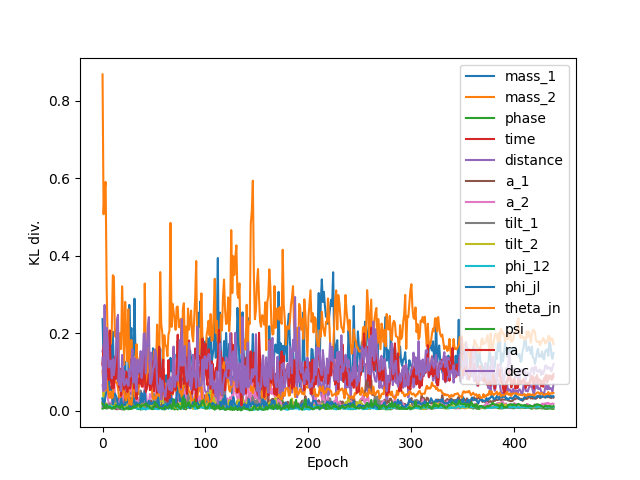 KL div.
0.8
0.6
0.4
0.2
0.0
0
100
200
300
400
Epoch
mass_1
mass_2
phase
time
distance
a_1
a_2
tilt_1
tilt_2
phi_12
phi_jl
theta_jn
psi
ra
dec